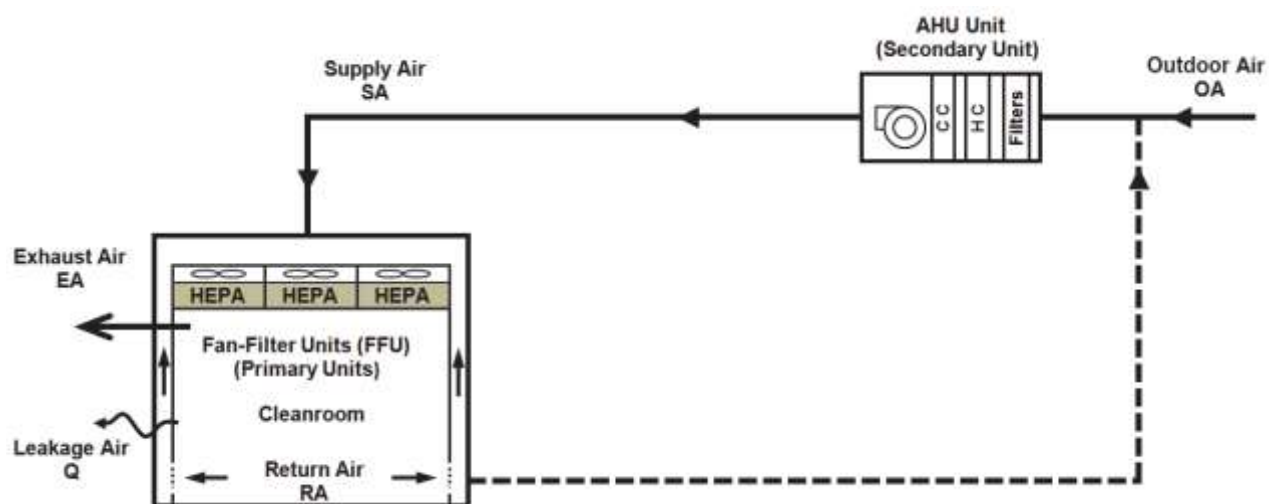 AHU Unit
(Secondary Unit)
Supply Air
SA
Outdoor Air
OA
C C
H C
Filters
Exhaust Air
EA
HEPA HEPA HEPA
Fan-Filter Units (FFU)
(Primary Units)
Cleanroom
Leakage Air
Q
Return Air
RA